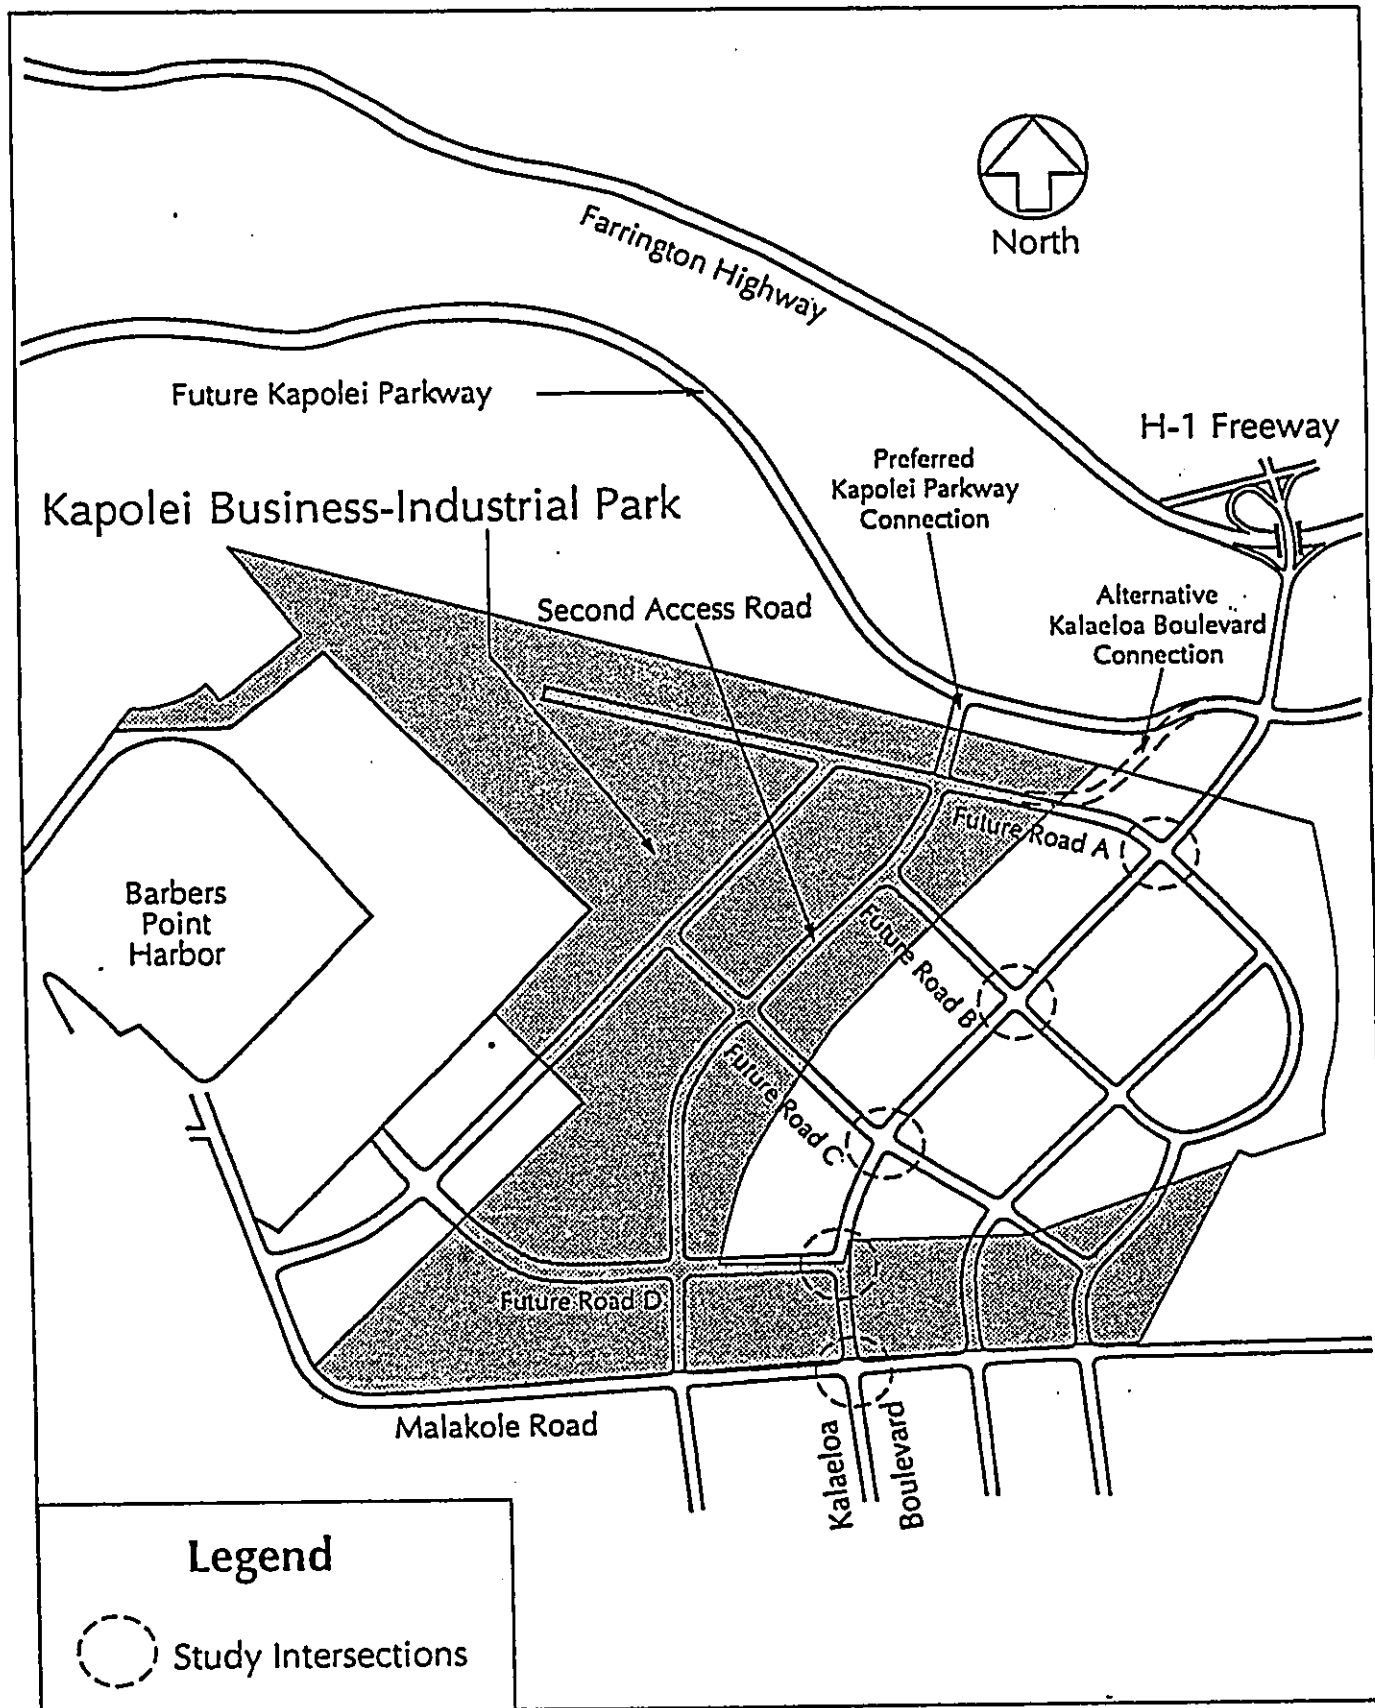 North
Farrington Highway
Future Kapolei Parkway
H-1 Freeway
Preferred
Kapolei Parkway
Connection
Kapolei Business-Industrial Park
Second Access Road
Alternative
Kalaeloa Boulevard
Connection
Future Road A
Barbers
Point
Harbor
Future Road B
Future Road C
Future Road D
Malakole Road
Kalaeloa
Boulevard
Legend
Study Intersections